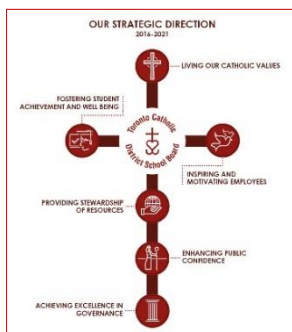 OUR STRATEGIC DIRECTION
2016-2021
LIVING OUR CATHOLIC VALUES
FOSTERING STUDENT
ACHIEVEMENT AND WELL BEING
Toronto Catholic
District School Board
INSPIRING AND
MOTIVATING EMPLOYEES
PROVIDING STEWARDSHIP
OF RESOURCES
ENHANCING PUBLIC
CONFIDENCE
ACHIEVING EXCELLENCE IN
GOVERNANCE